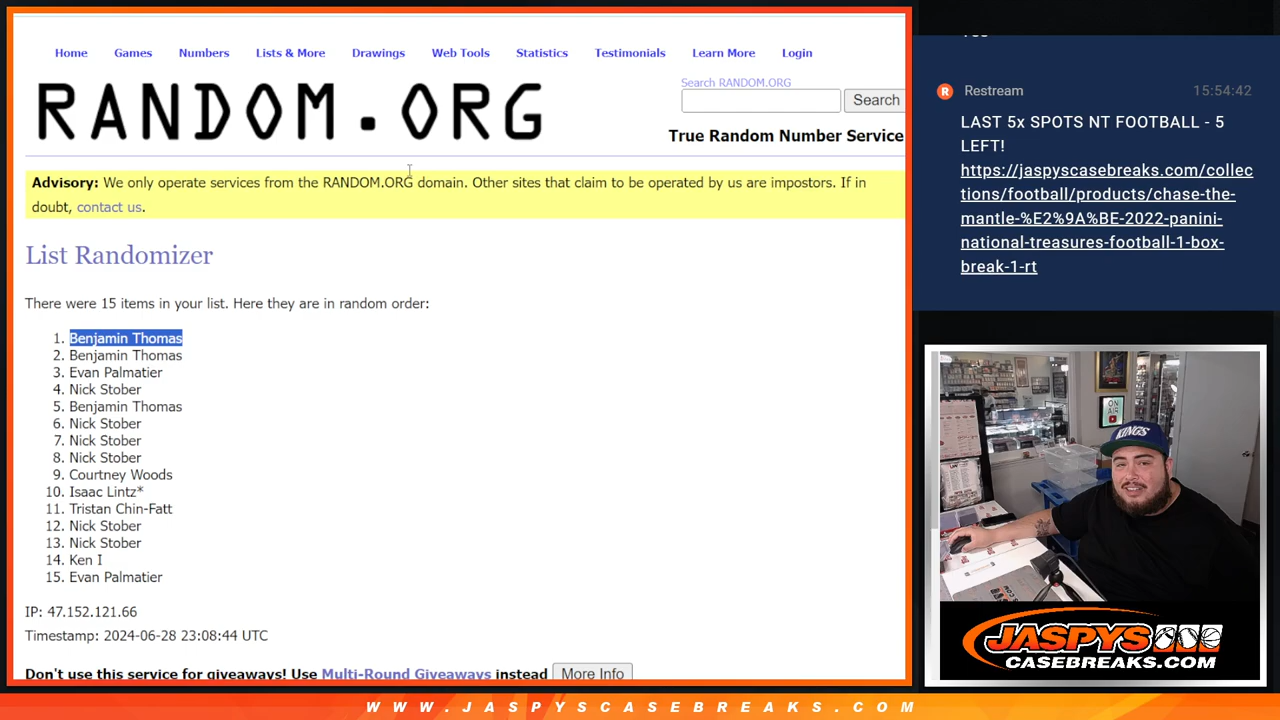 Home Games Numbers Lists & More Drawings Web Tools Statistics Testimonials Learn More Login
RANDOM.ORG
Search RANDOM.ORG
Search
True Random Number Service
Advisory: We only operate services from the RANDOM.ORG domain. Other sites that claim to be operated by us are impostors. If in
doubt, contact us.
List Randomizer
There were 15 items in your list. Here they are in random order:
1. Benjamin Thomas
2. Benjamin Thomas
3. Evan Palmatier
4. Nick Stober
5. Benjamin Thomas
6. Nick Stober
7. Nick Stober
8. Nick Stober
9. Courtney Woods
10. Isaac Lintz*
11. Tristan Chin-Fatt
12. Nick Stober
13. Nick Stober
14. Ken I
15. Evan Palmatier
IP: 47.152.121.66
Timestamp: 2024-06-28 23:08:44 UTC
Don't use this service for giveaways! Use Multi-Round Giveaways instead More Info
R Restream 15:54:42
LAST 5x SPOTS NT FOOTBALL - 5
LEFT!
https://jaspyscasebreaks.com/collec
tions/football/products/chase-the-
mantle-%E2%9A%BE-2022-panini-
national-treasures-football-1-box-
break-1-rt
ON
AIR
KINGS
JASPYS
CASEBREAKS.COM
WWW.JASPYSCASEBREAKS.COM